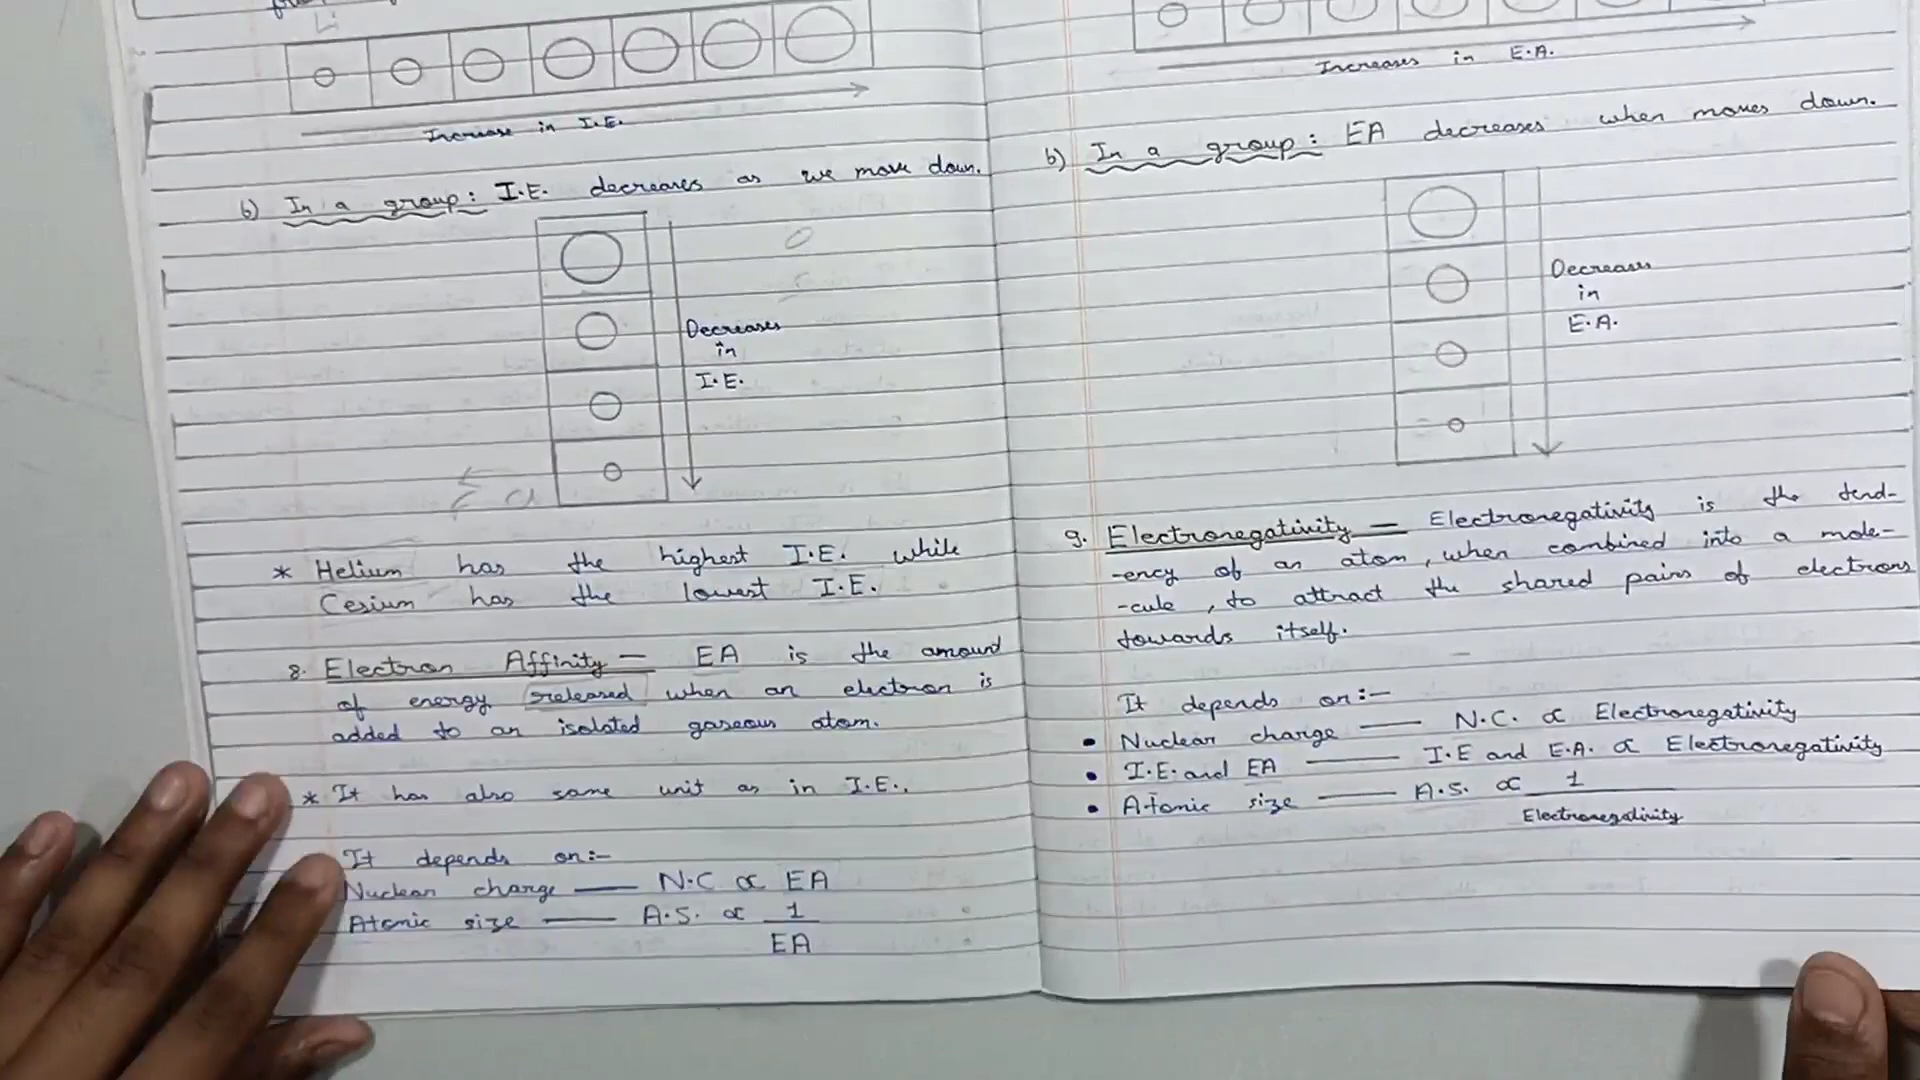 Li
Increase in I.E.
b) In a group: I.E. decreases as we move down.
Decreases
in
I.E.
* Helium has the highest I.E. while
Cesium has the lowest I.E.
8. Electron Affinity — EA is the amount
of energy released when an electron is
added to an isolated gaseous atom.
* It has also same unit as in I.E..
It depends on:-
Nuclear charge — N.C ∝ EA
Atomic size — A.S. ∝ 1
EA
Increases in E.A.
b) In a group: EA decreases when moves down.
Decreases
in
E.A.
9. Electronegativity — Electronegativity is the tend-
-ency of an atom, when combined into a mole-
-cule, to attract the shared pairs of electrons
towards itself.
It depends on:-
• Nuclear charge — N.C. ∝ Electronegativity
• I.E. and EA — I.E and E.A. ∝ Electronegativity
• Atomic size — A.S. ∝ 1
Electronegativity